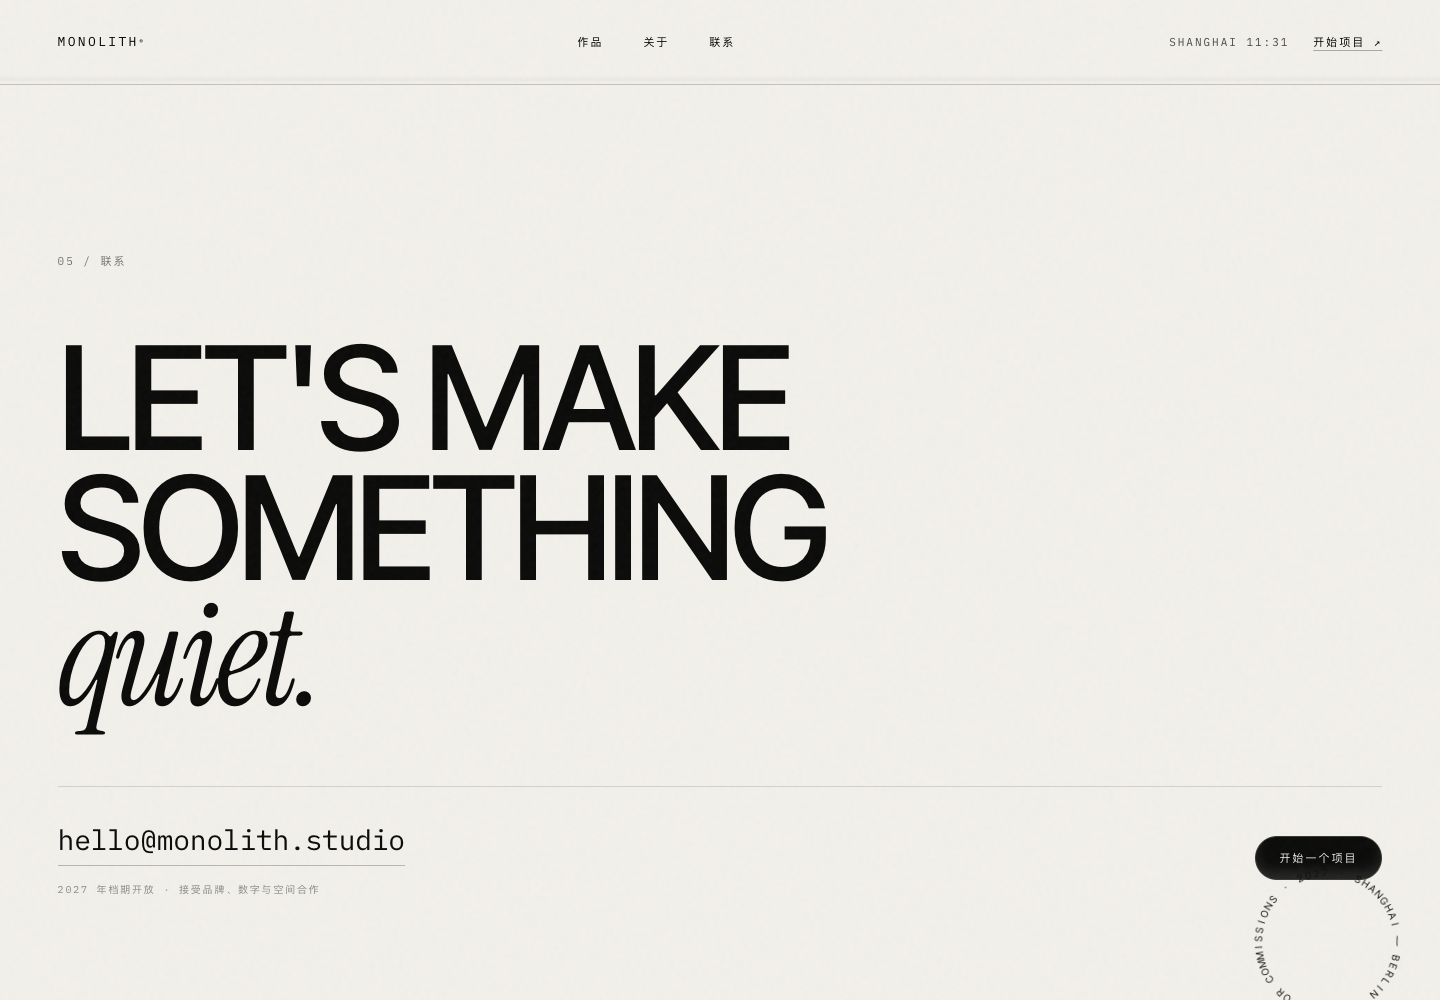 MONOLITH®
作品 关于 联系
SHANGHAI 11:31 开始项目 ↗
05 / 联系
LET'S MAKE
SOMETHING
quiet.
hello@monolith.studio
开始一个项目
2027 年档期开放 · 接受品牌、数字与空间合作
SHANGHAI — BERLIN
OR COMMISSIONS ·